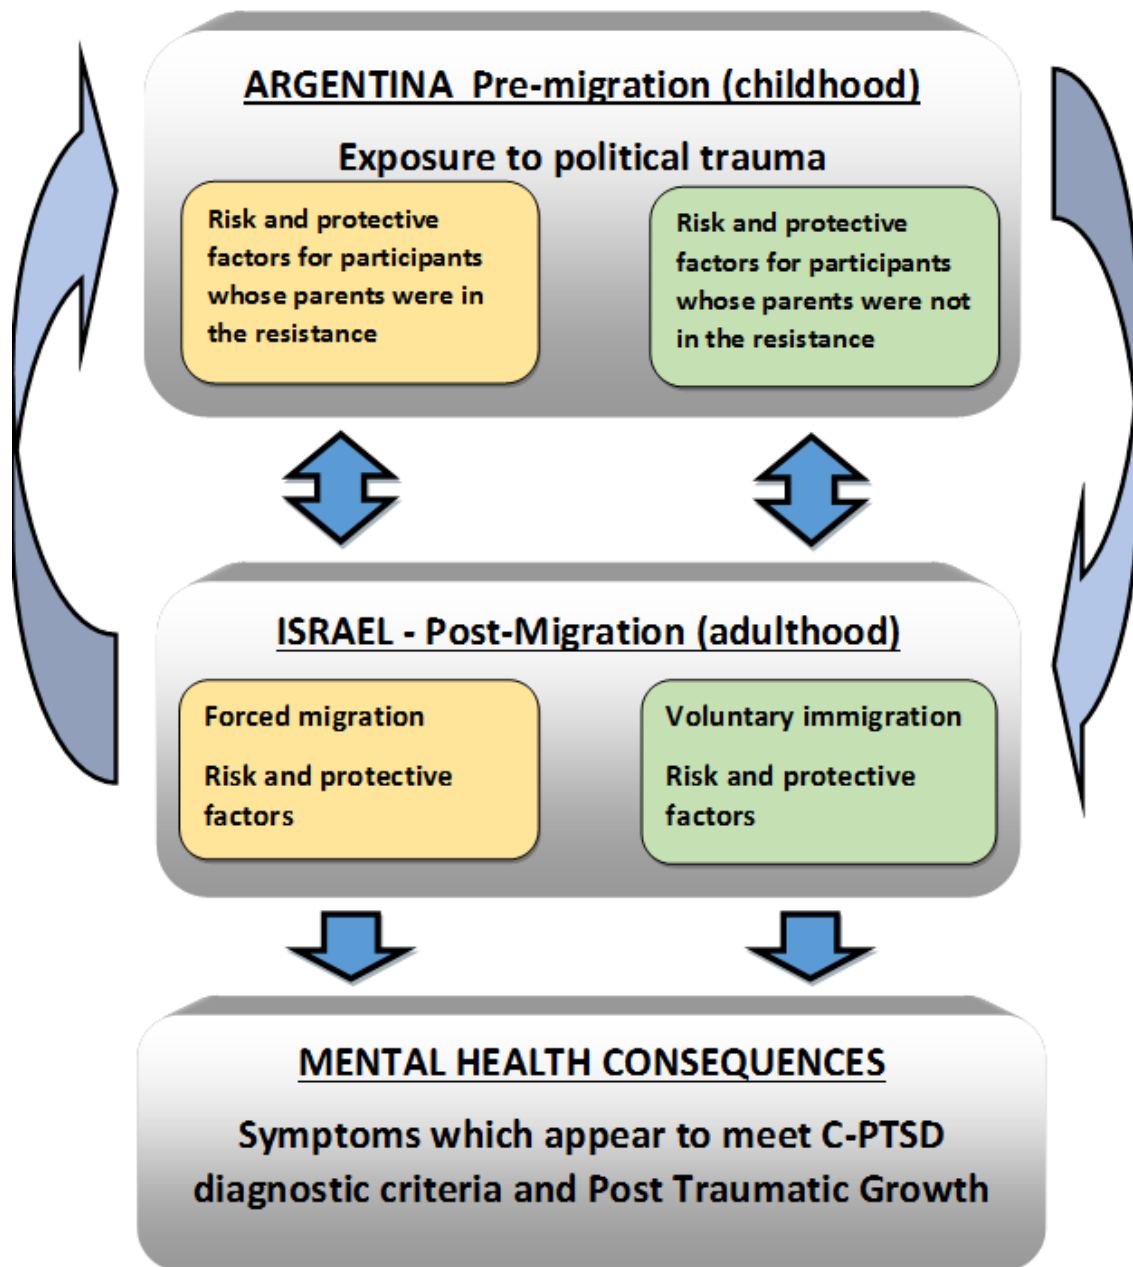 ARGENTINA  Pre-migration (childhood)
Exposure to political trauma
Risk and protective
factors for participants
whose parents were in
the resistance
Risk and protective
factors for participants
whose parents were not
in the resistance
ISRAEL - Post-Migration (adulthood)
Forced migration
Risk and protective
factors
Voluntary immigration
Risk and protective
factors
MENTAL HEALTH CONSEQUENCES
Symptoms which appear to meet C-PTSD
diagnostic criteria and Post Traumatic Growth